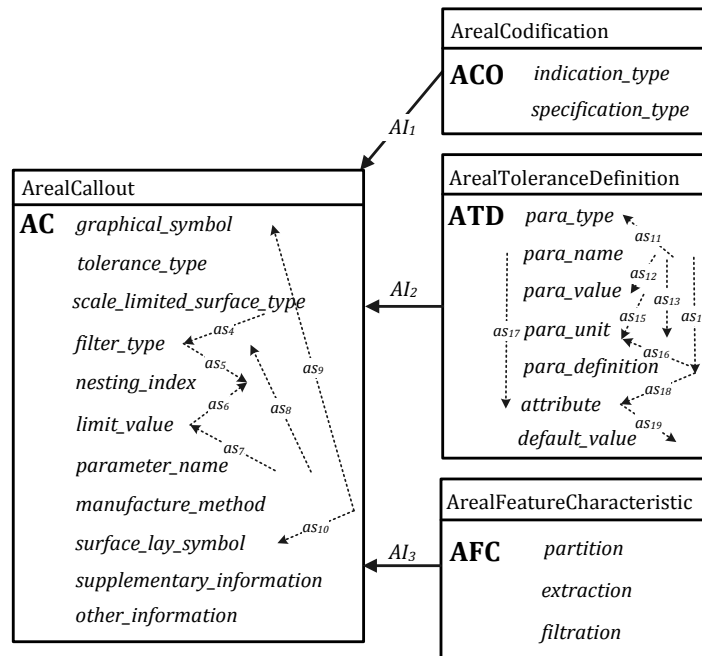 ArealCodification
ACO indication_type
specification_type
AI1
ArealCallout
AC graphical_symbol
tolerance_type
scale_limited_surface_type
as4
filter_type
as5
nesting_index
as9
as6
as8
limit_value
as7
parameter_name
manufacture_method
surface_lay_symbol
as10
supplementary_information
other_information
AI2
ArealToleranceDefinition
ATD para_type
as11
para_name
as12
para_value
as13
as1
as15
as17
para_unit
as16
para_definition
as18
attribute
as19
default_value
AI3
ArealFeatureCharacteristic
AFC partition
extraction
filtration